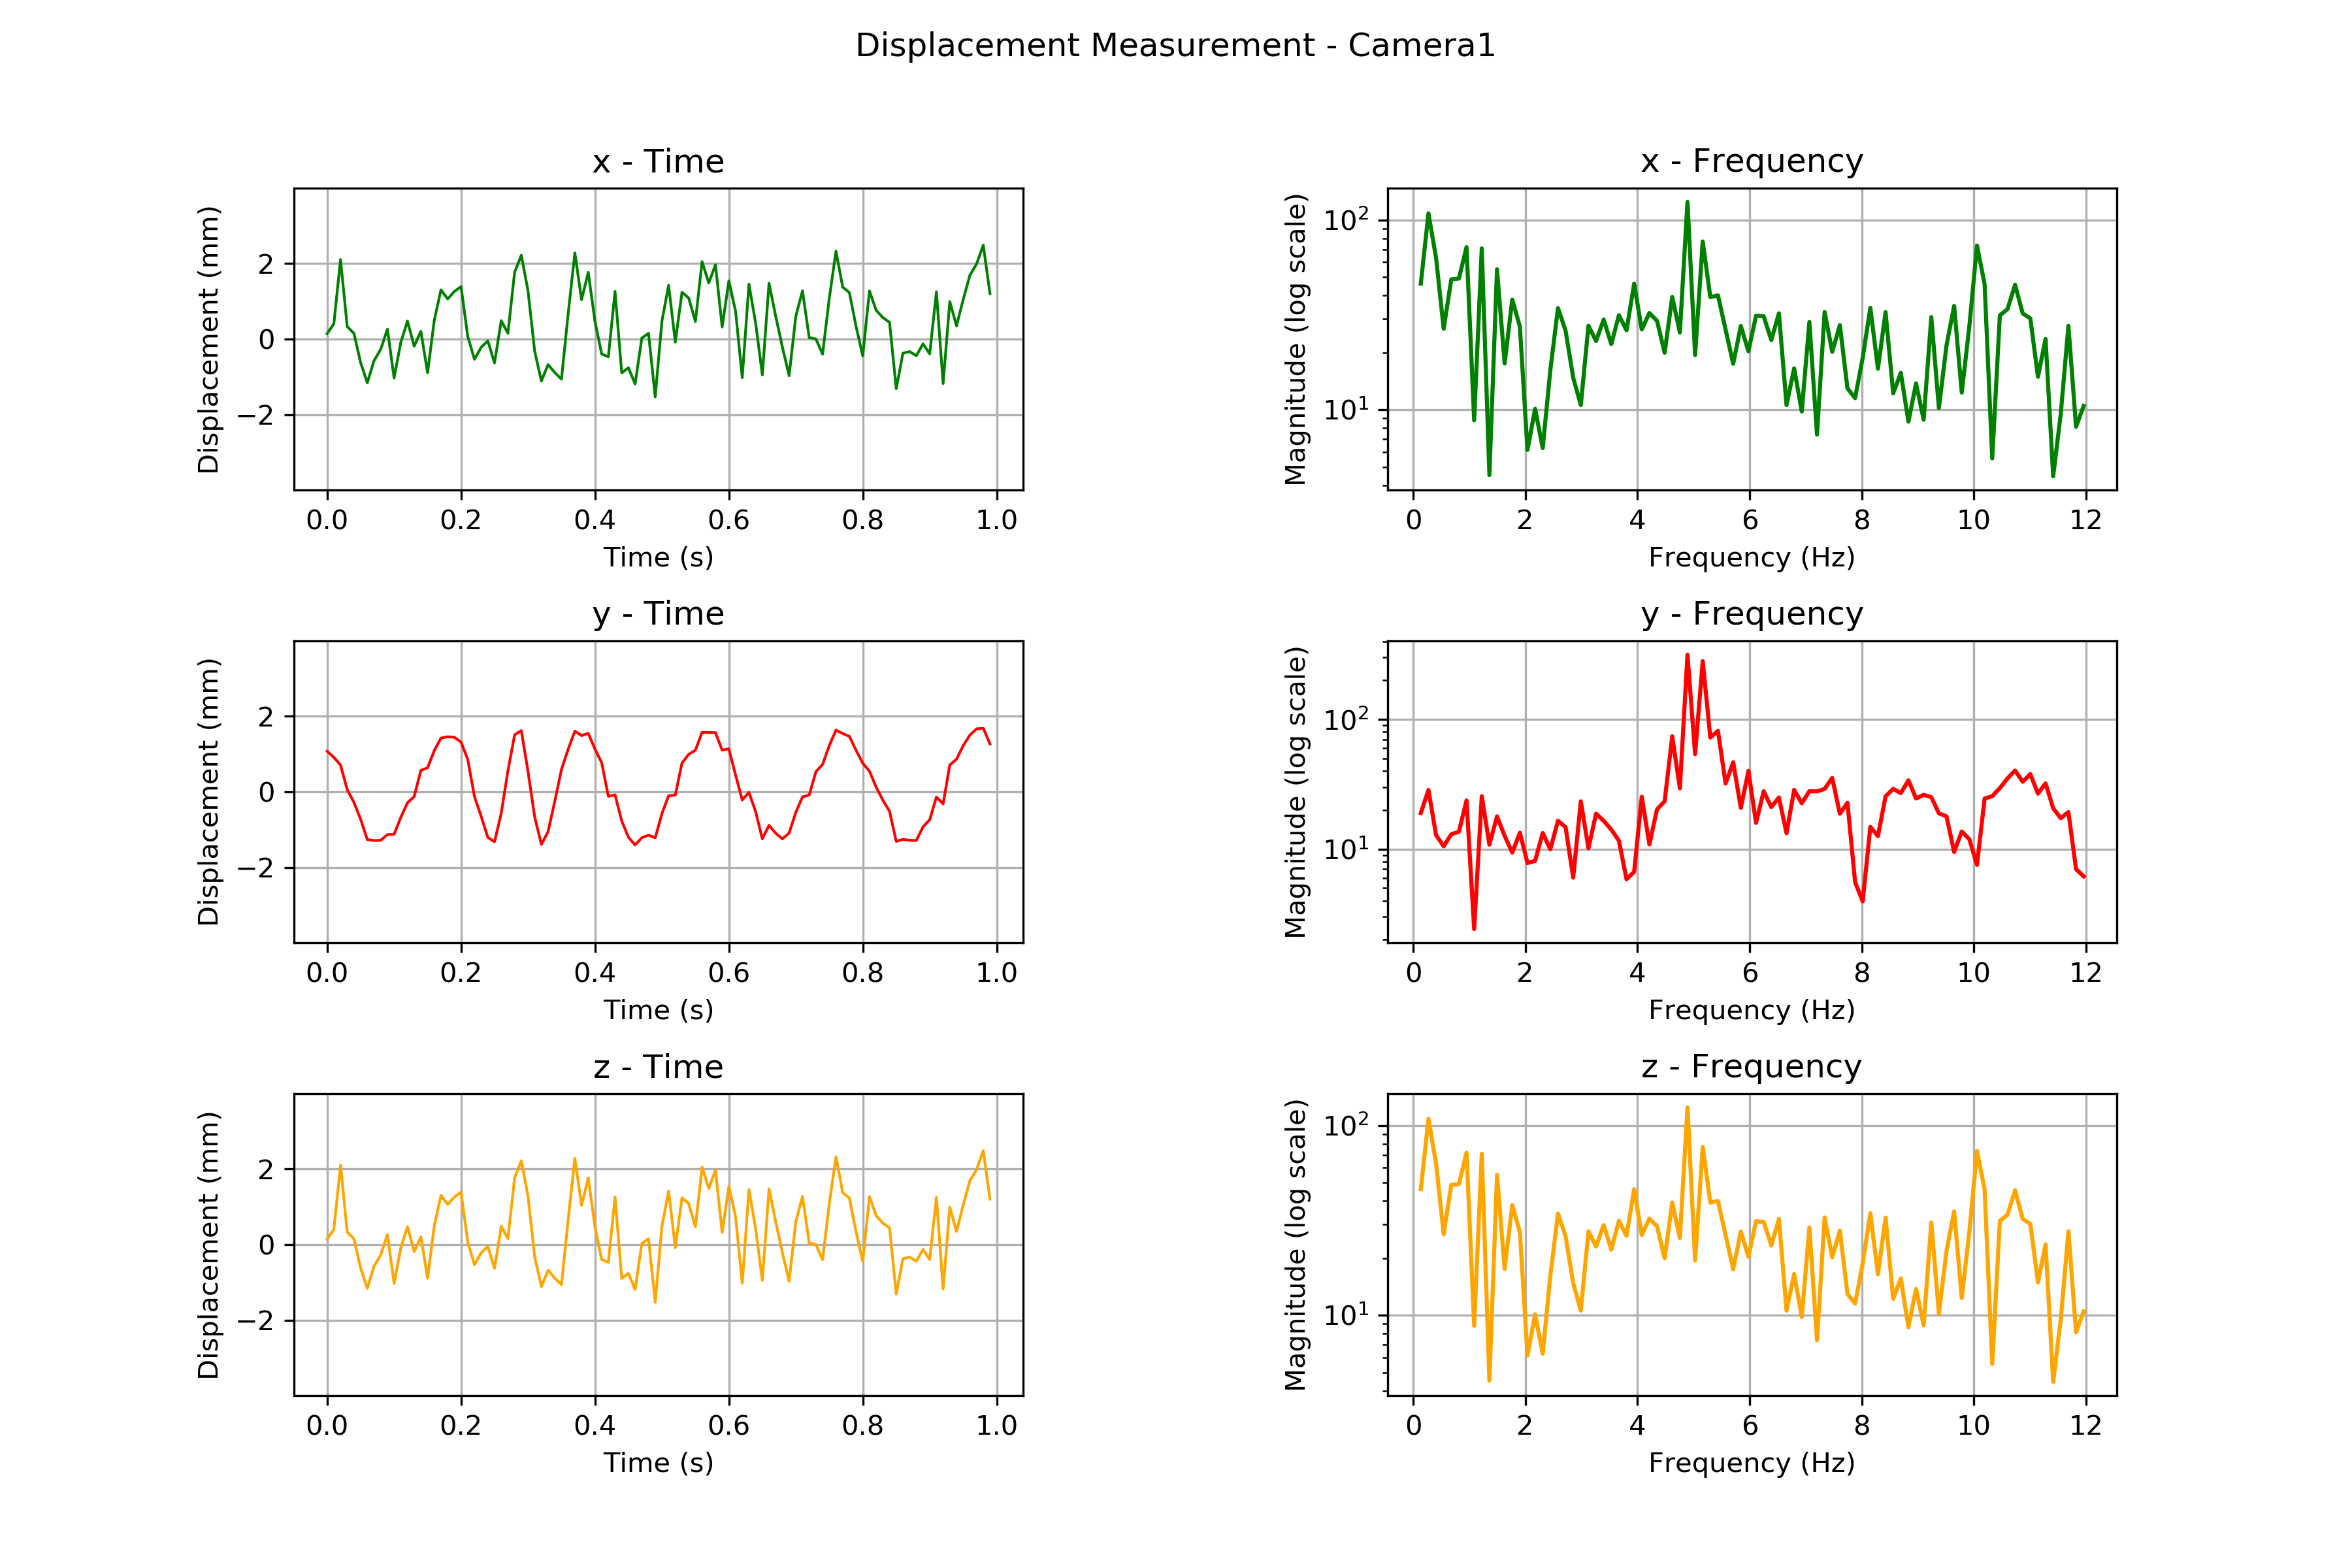 Displacement Measurement - Camera1
x - Time
Displacement (mm)
2
0
−2
0.0 0.2 0.4 0.6 0.8 1.0
Time (s)
x - Frequency
Magnitude (log scale)
10²
10¹
0 2 4 6 8 10 12
Frequency (Hz)
y - Time
Displacement (mm)
2
0
−2
0.0 0.2 0.4 0.6 0.8 1.0
Time (s)
y - Frequency
Magnitude (log scale)
10²
10¹
0 2 4 6 8 10 12
Frequency (Hz)
z - Time
Displacement (mm)
2
0
−2
0.0 0.2 0.4 0.6 0.8 1.0
Time (s)
z - Frequency
Magnitude (log scale)
10²
10¹
0 2 4 6 8 10 12
Frequency (Hz)